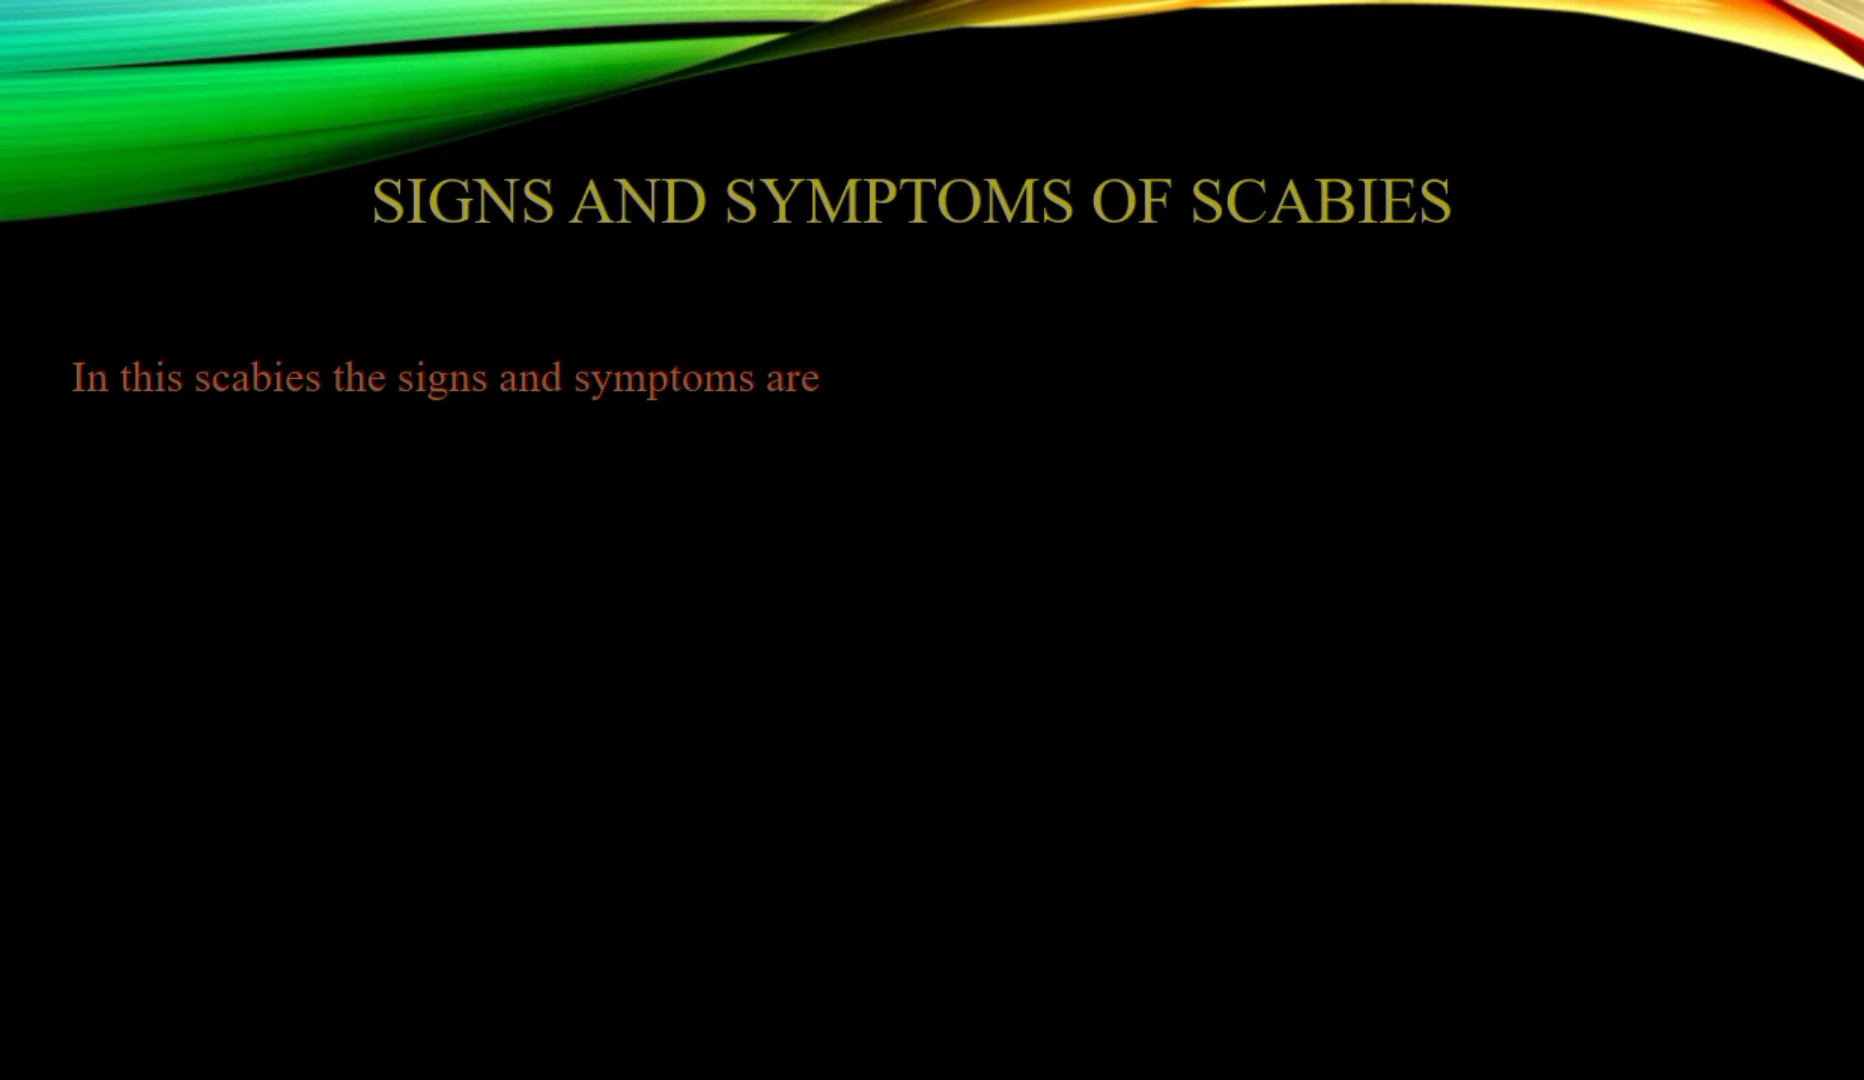 SIGNS AND SYMPTOMS OF SCABIES
In this scabies the signs and symptoms are